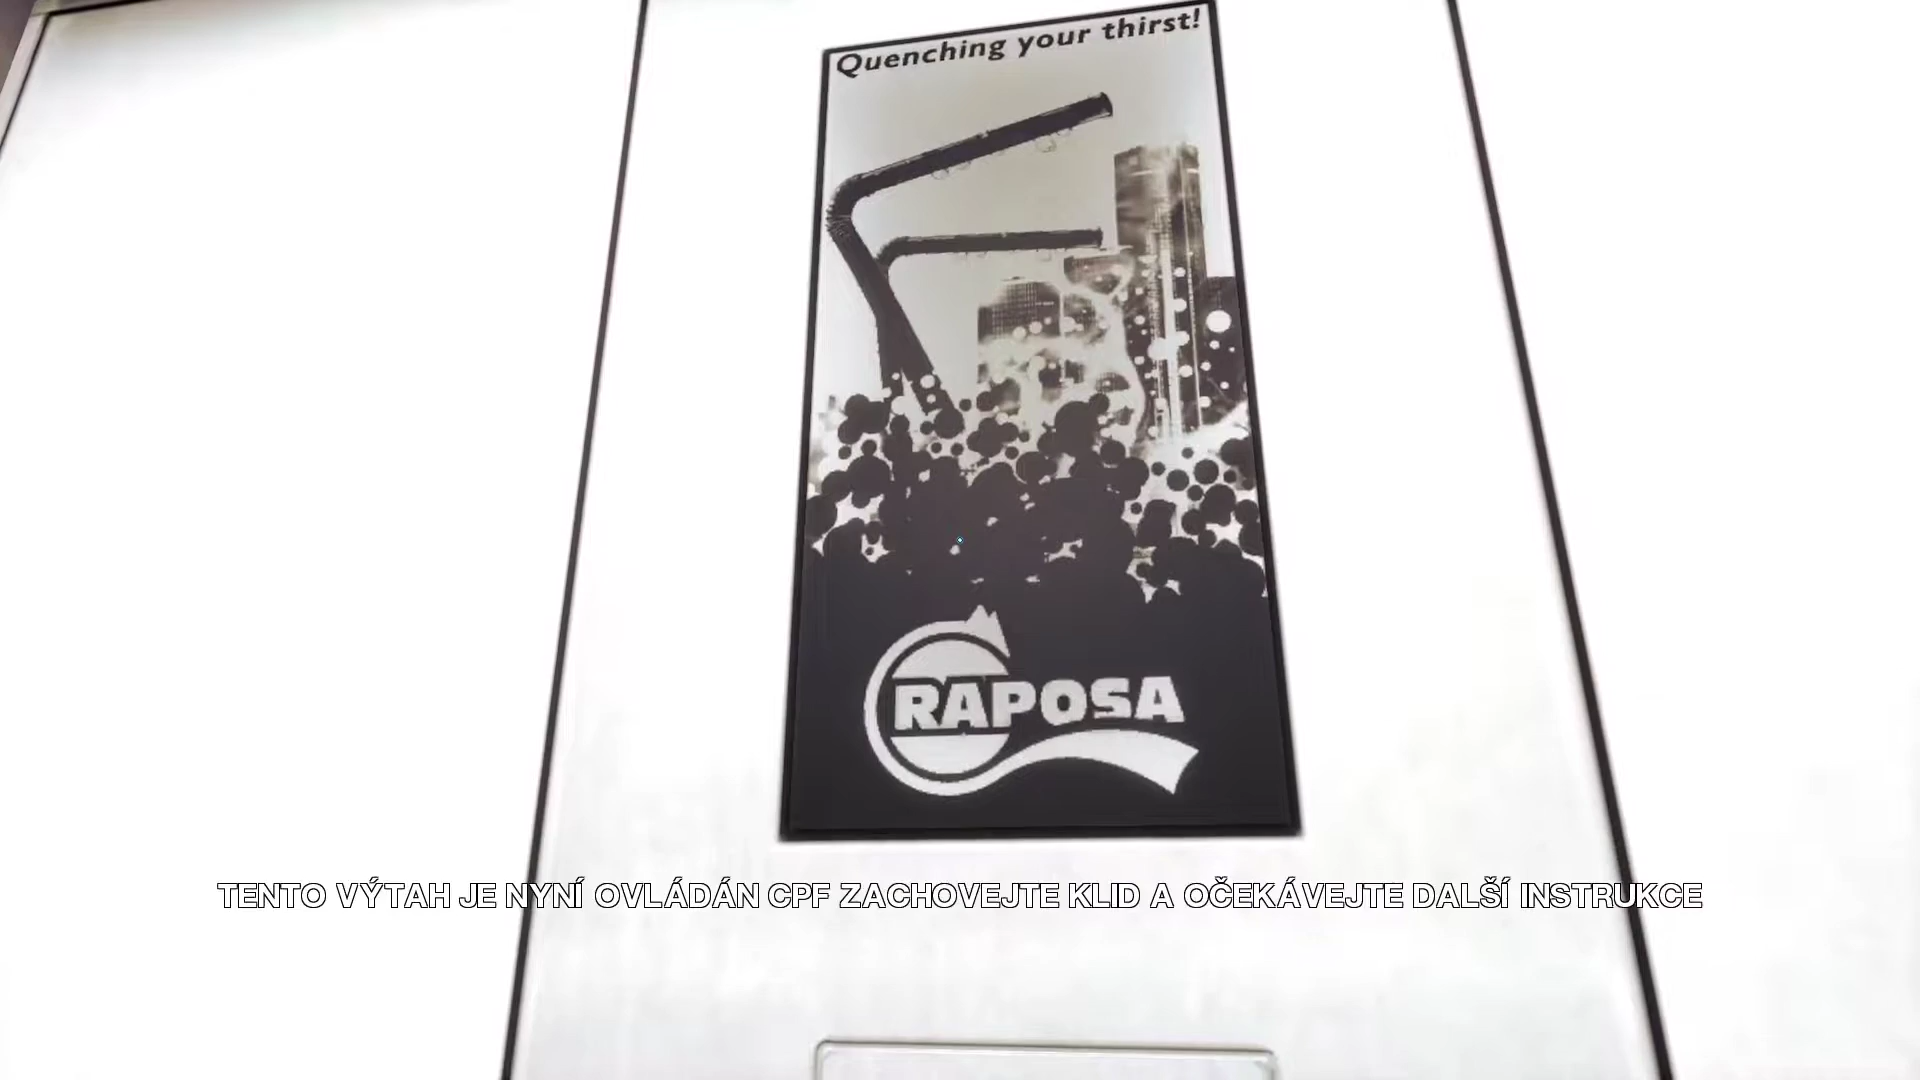 Quenching your thirst!
RAPOSA
TENTO VÝTAH JE NYNÍ OVLÁDÁN CPF ZACHOVEJTE KLID A OČEKÁVEJTE DALŠÍ INSTRUKCE